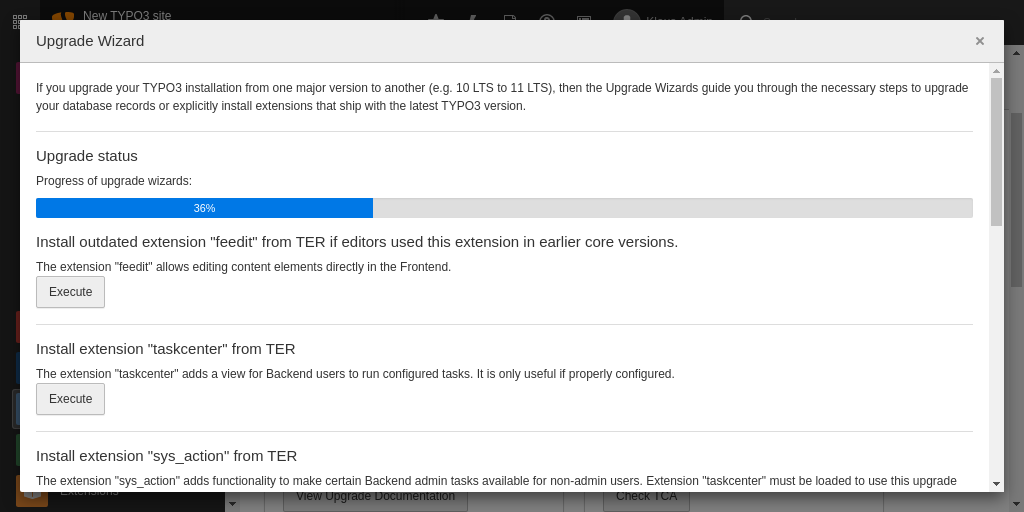 New TYPO3 site
Klaus Admin
Upgrade Wizard
×
If you upgrade your TYPO3 installation from one major version to another (e.g. 10 LTS to 11 LTS), then the Upgrade Wizards guide you through the necessary steps to upgrade
your database records or explicitly install extensions that ship with the latest TYPO3 version.
Upgrade status
Progress of upgrade wizards:
36%
Install outdated extension "feedit" from TER if editors used this extension in earlier core versions.
The extension "feedit" allows editing content elements directly in the Frontend.
Execute
Install extension "taskcenter" from TER
The extension "taskcenter" adds a view for Backend users to run configured tasks. It is only useful if properly configured.
Execute
Install extension "sys_action" from TER
The extension "sys_action" adds functionality to make certain Backend admin tasks available for non-admin users. Extension "taskcenter" must be loaded to use this upgrade
Extensions
View Upgrade Documentation
Check TCA